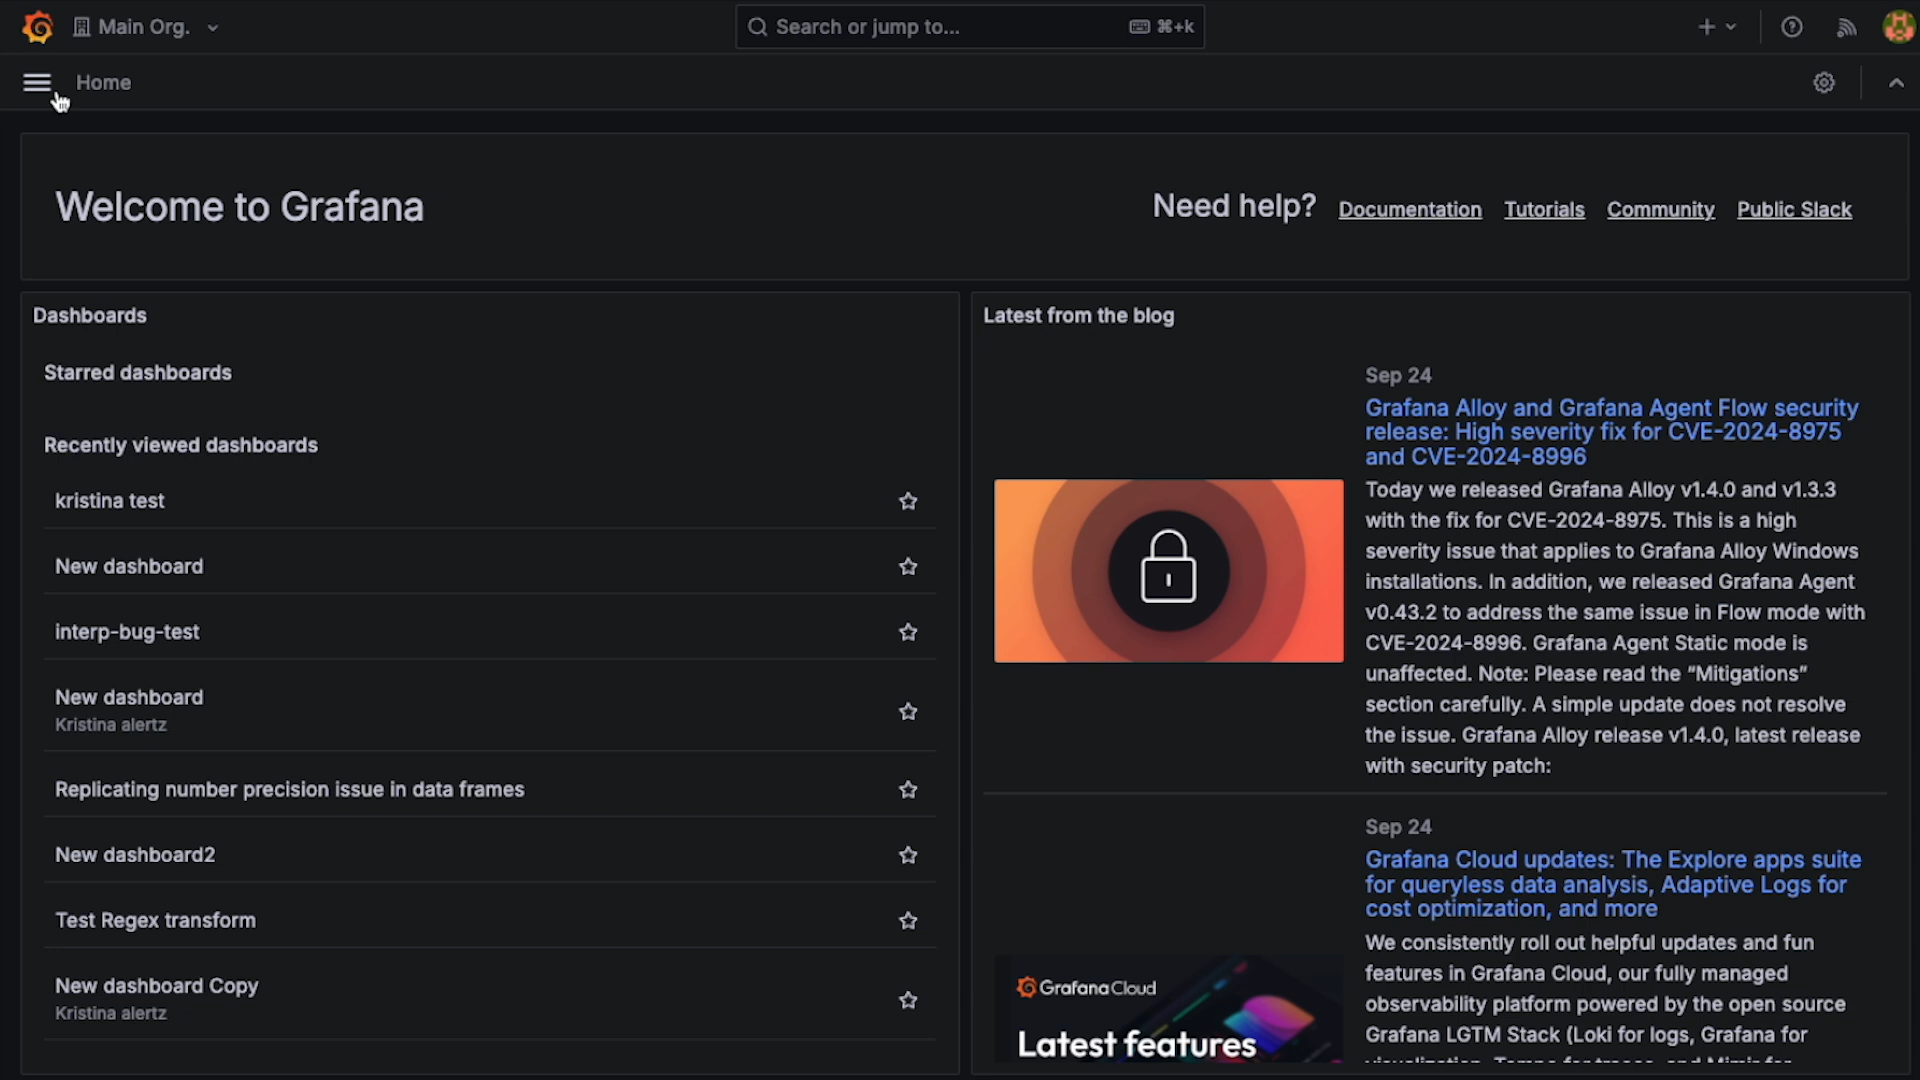 Main Org.
Search or jump to...
⌘+k
Home
Welcome to Grafana
Need help?
Documentation
Tutorials
Community
Public Slack
Dashboards
Starred dashboards
Recently viewed dashboards
kristina test
New dashboard
interp-bug-test
New dashboard
Kristina alertz
Replicating number precision issue in data frames
New dashboard2
Test Regex transform
New dashboard Copy
Kristina alertz
Latest from the blog
Sep 24
Grafana Alloy and Grafana Agent Flow security
release: High severity fix for CVE-2024-8975
and CVE-2024-8996
Today we released Grafana Alloy v1.4.0 and v1.3.3
with the fix for CVE-2024-8975. This is a high
severity issue that applies to Grafana Alloy Windows
installations. In addition, we released Grafana Agent
v0.43.2 to address the same issue in Flow mode with
CVE-2024-8996. Grafana Agent Static mode is
unaffected. Note: Please read the “Mitigations”
section carefully. A simple update does not resolve
the issue. Grafana Alloy release v1.4.0, latest release
with security patch:
Sep 24
Grafana Cloud updates: The Explore apps suite
for queryless data analysis, Adaptive Logs for
cost optimization, and more
We consistently roll out helpful updates and fun
features in Grafana Cloud, our fully managed
observability platform powered by the open source
Grafana LGTM Stack (Loki for logs, Grafana for
Grafana Cloud
Latest features